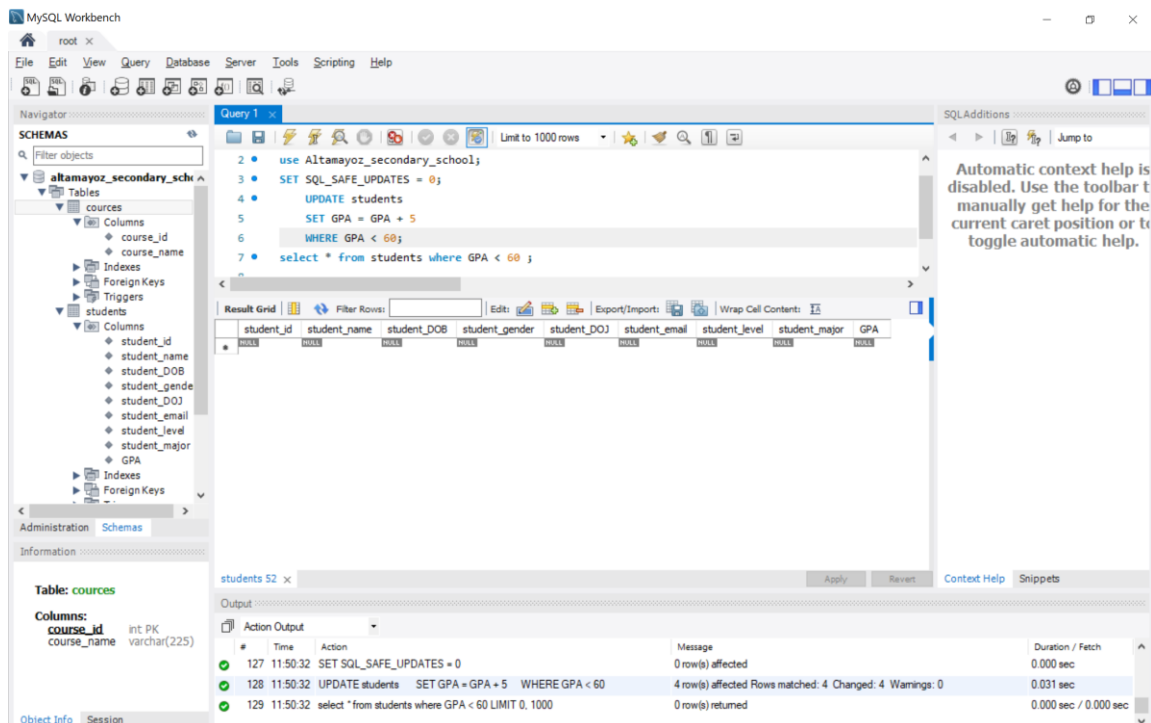 MySQL Workbench
root ×
File Edit View Query Database Server Tools Scripting Help
Navigator
SCHEMAS
Filter objects
altamayoz_secondary_sch
Tables
cources
Columns
course_id
course_name
Indexes
Foreign Keys
Triggers
students
Columns
student_id
student_name
student_DOB
student_gende
student_DOJ
student_email
student_level
student_major
GPA
Indexes
Foreign Keys
Administration Schemas
Information
Table: cources
Columns:
course_id int PK
course_name varchar(225)
Object Info Session
Query 1 ×
Limit to 1000 rows
2 use Altamayoz_secondary_school;
3 SET SQL_SAFE_UPDATES = 0;
4 UPDATE students
5 SET GPA = GPA + 5
6 WHERE GPA < 60;
7 select * from students where GPA < 60 ;
Result Grid Filter Rows: Edit: Export/Import: Wrap Cell Content:
student_id student_name student_DOB student_gender student_DOJ student_email student_level student_major GPA
NULL NULL NULL NULL NULL NULL NULL NULL NULL
students 52 × Apply Revert
Output
Action Output
# Time Action Message Duration / Fetch
127 11:50:32 SET SQL_SAFE_UPDATES = 0 0 row(s) affected 0.000 sec
128 11:50:32 UPDATE students SET GPA = GPA + 5 WHERE GPA < 60 4 row(s) affected Rows matched: 4 Changed: 4 Warnings: 0 0.031 sec
129 11:50:32 select * from students where GPA < 60 LIMIT 0, 1000 0 row(s) returned 0.000 sec / 0.000 sec
SQLAdditions
Jump to
Automatic context help is
disabled. Use the toolbar t
manually get help for the
current caret position or to
toggle automatic help.
Context Help Snippets